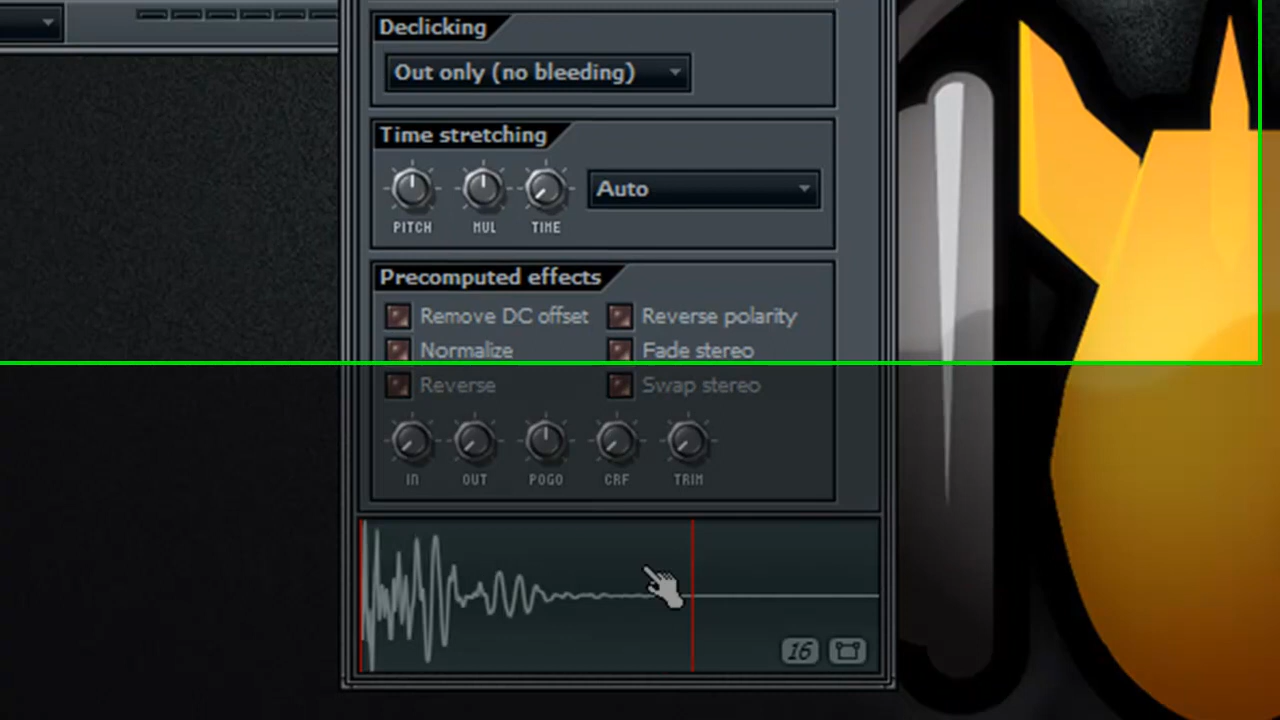 Declicking
Out only (no bleeding)
Time stretching
Auto
PITCH MUL TIME
Precomputed effects
Remove DC offset Reverse polarity
Normalize Fade stereo
Reverse Swap stereo
IN OUT POGO CRF TRIM
16